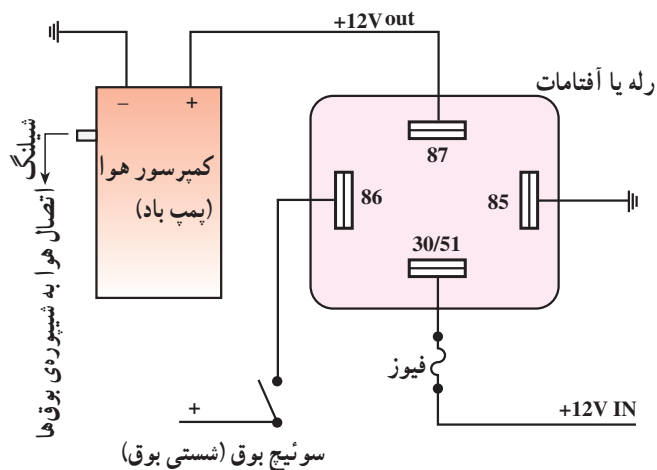 +12V out
رله یا آفتامات
– +
کمپرسور هوا
(پمپ باد)
شیلنگ
اتصال هوا به شیپوره‌ی بوق‌ها
87
86
85
30/51
فیوز
+12V IN
+
سوئیچ بوق (شستی بوق)